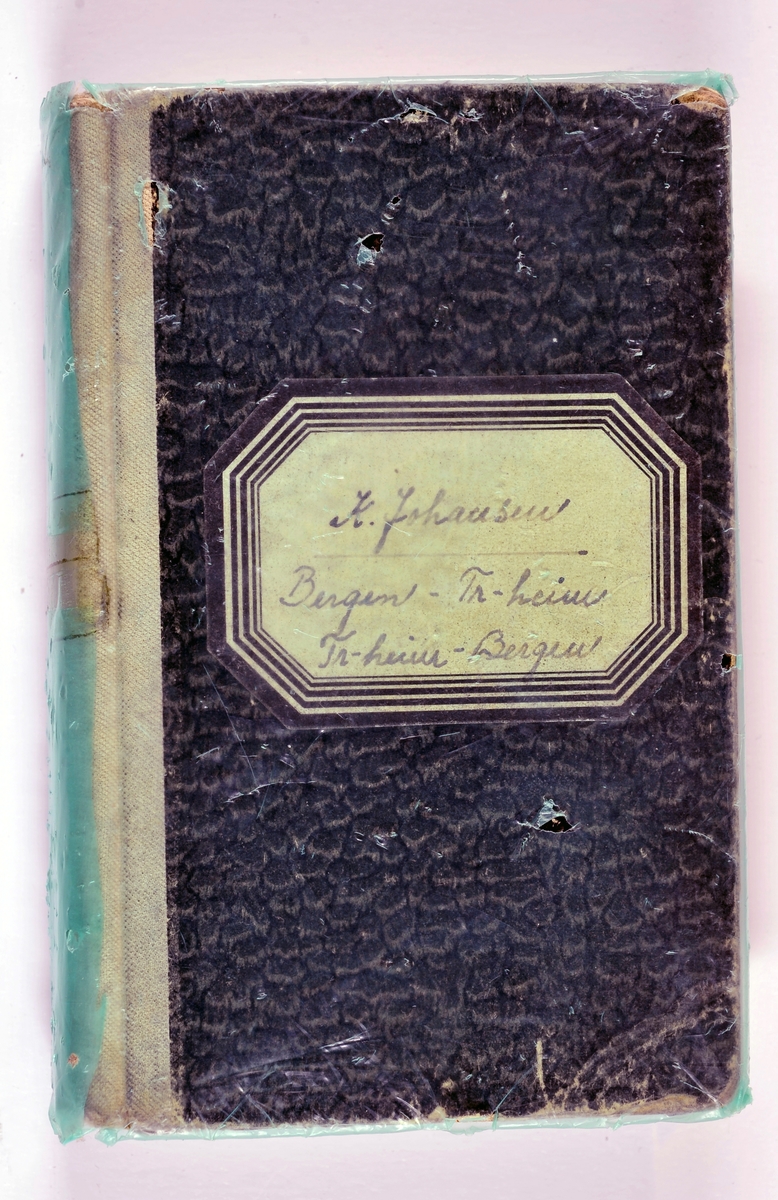 K. Johansen
Bergen - Tr-heim
Tr-heim - Bergen